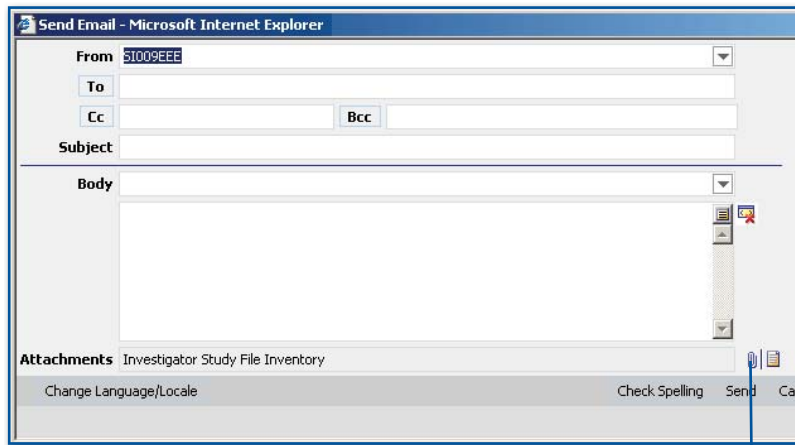 Send Email - Microsoft Internet Explorer
From SI009EEE
To
Cc Bcc
Subject
Body
Attachments Investigator Study File Inventory
Change Language/Locale Check Spelling Send Ca